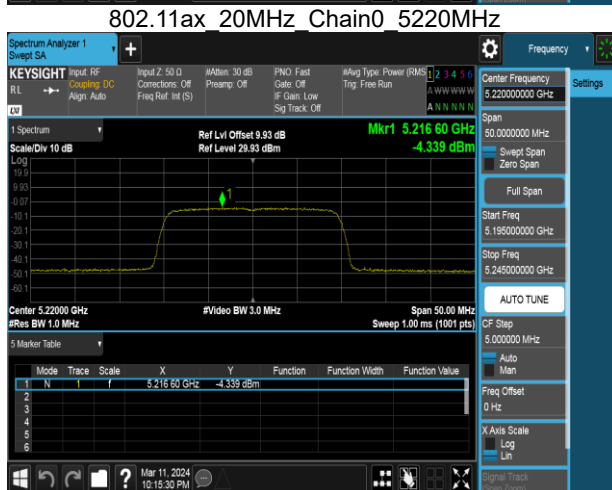 802.11ax_20MHz_Chain0_5220MHz
Spectrum Analyzer 1
Swept SA
+
Frequency
KEYSIGHT
RL
Input: RF
Coupling: DC
Align: Auto
Input Z: 50 Ω
Corrections: Off
Freq Ref: Int (S)
#Atten: 30 dB
Preamp: Off
PNO: Fast
Gate: Off
IF Gain: Low
Sig Track: Off
#Avg Type: Power (RMS
Trig: Free Run
1 2 3 4 5 6
A W W W W W
A N N N N N
LXI
1 Spectrum
Scale/Div 10 dB
Ref Lvl Offset 9.93 dB
Ref Level 29.93 dBm
Mkr1 5.216 60 GHz
-4.339 dBm
Log
19.9
9.93
-0.07
-10.1
-20.1
-30.1
-40.1
-50.1
-60.1
1
Center 5.22000 GHz
#Video BW 3.0 MHz
Span 50.00 MHz
#Res BW 1.0 MHz
Sweep 1.00 ms (1001 pts)
5 Marker Table
Mode Trace Scale X Y Function Function Width Function Value
1 N 1 f 5.216 60 GHz -4.339 dBm
2
3
4
5
6
Mar 11, 2024
10:15:30 PM
?
Center Frequency
5.220000000 GHz
Settings
Span
50.0000000 MHz
Swept Span
Zero Span
Full Span
Start Freq
5.195000000 GHz
Stop Freq
5.245000000 GHz
AUTO TUNE
CF Step
5.000000 MHz
Auto
Man
Freq Offset
0 Hz
X Axis Scale
Log
Lin
Signal Track
(Span Zoom)